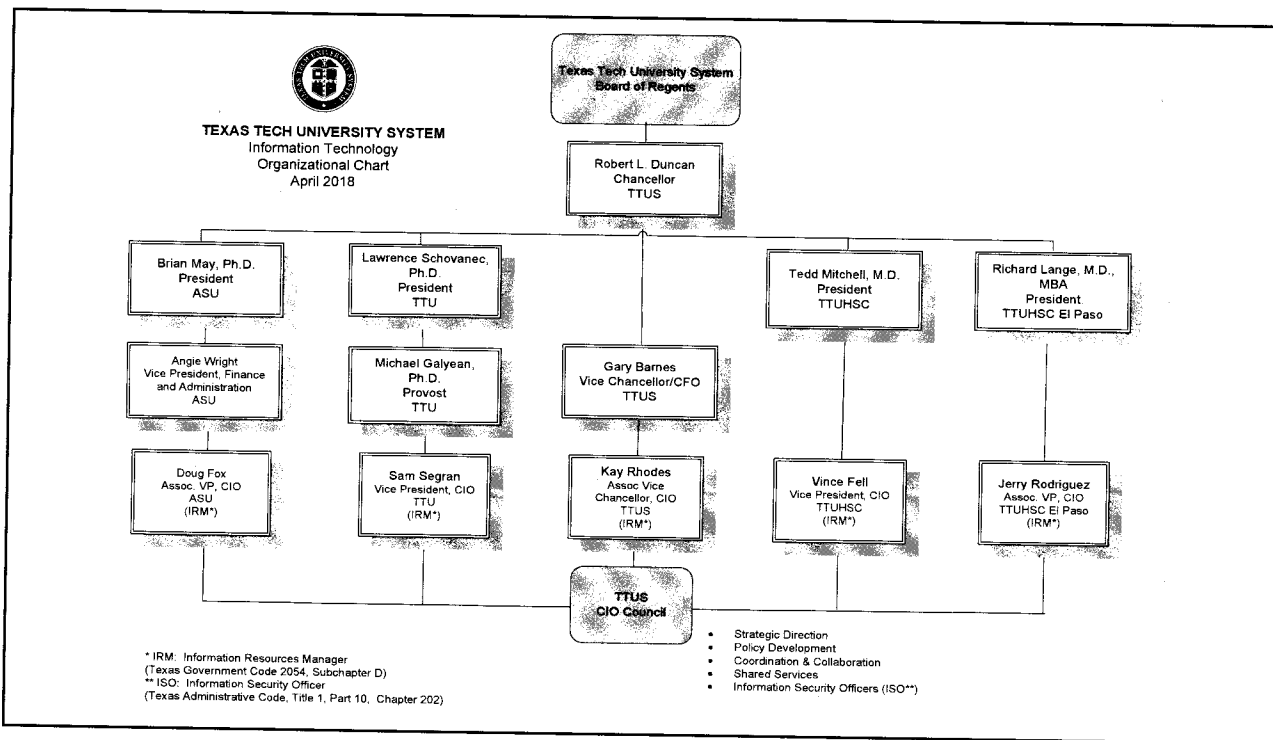 Texas Tech University System
Board of Regents
TEXAS TECH UNIVERSITY SYSTEM
Information Technology
Organizational Chart
April 2018
Robert L. Duncan
Chancellor
TTUS
Brian May, Ph.D.
President
ASU
Lawrence Schovanec,
Ph.D.
President
TTU
Tedd Mitchell, M.D.
President
TTUHSC
Richard Lange, M.D.,
MBA
President
TTUHSC El Paso
Angie Wright
Vice President, Finance
and Administration
ASU
Michael Galyean,
Ph.D.
Provost
TTU
Gary Barnes
Vice Chancellor/CFO
TTUS
Doug Fox
Assoc. VP, CIO
ASU
(IRM*)
Sam Segran
Vice President, CIO
TTU
(IRM*)
Kay Rhodes
Assoc Vice
Chancellor, CIO
TTUS
(IRM*)
Vince Fell
Vice President, CIO
TTUHSC
(IRM*)
Jerry Rodriguez
Assoc. VP, CIO
TTUHSC El Paso
(IRM*)
TTUS
CIO Council
* IRM: Information Resources Manager
(Texas Government Code 2054, Subchapter D)
** ISO: Information Security Officer
(Texas Administrative Code, Title 1, Part 10, Chapter 202)
• Strategic Direction
• Policy Development
• Coordination & Collaboration
• Shared Services
• Information Security Officers (ISO**)